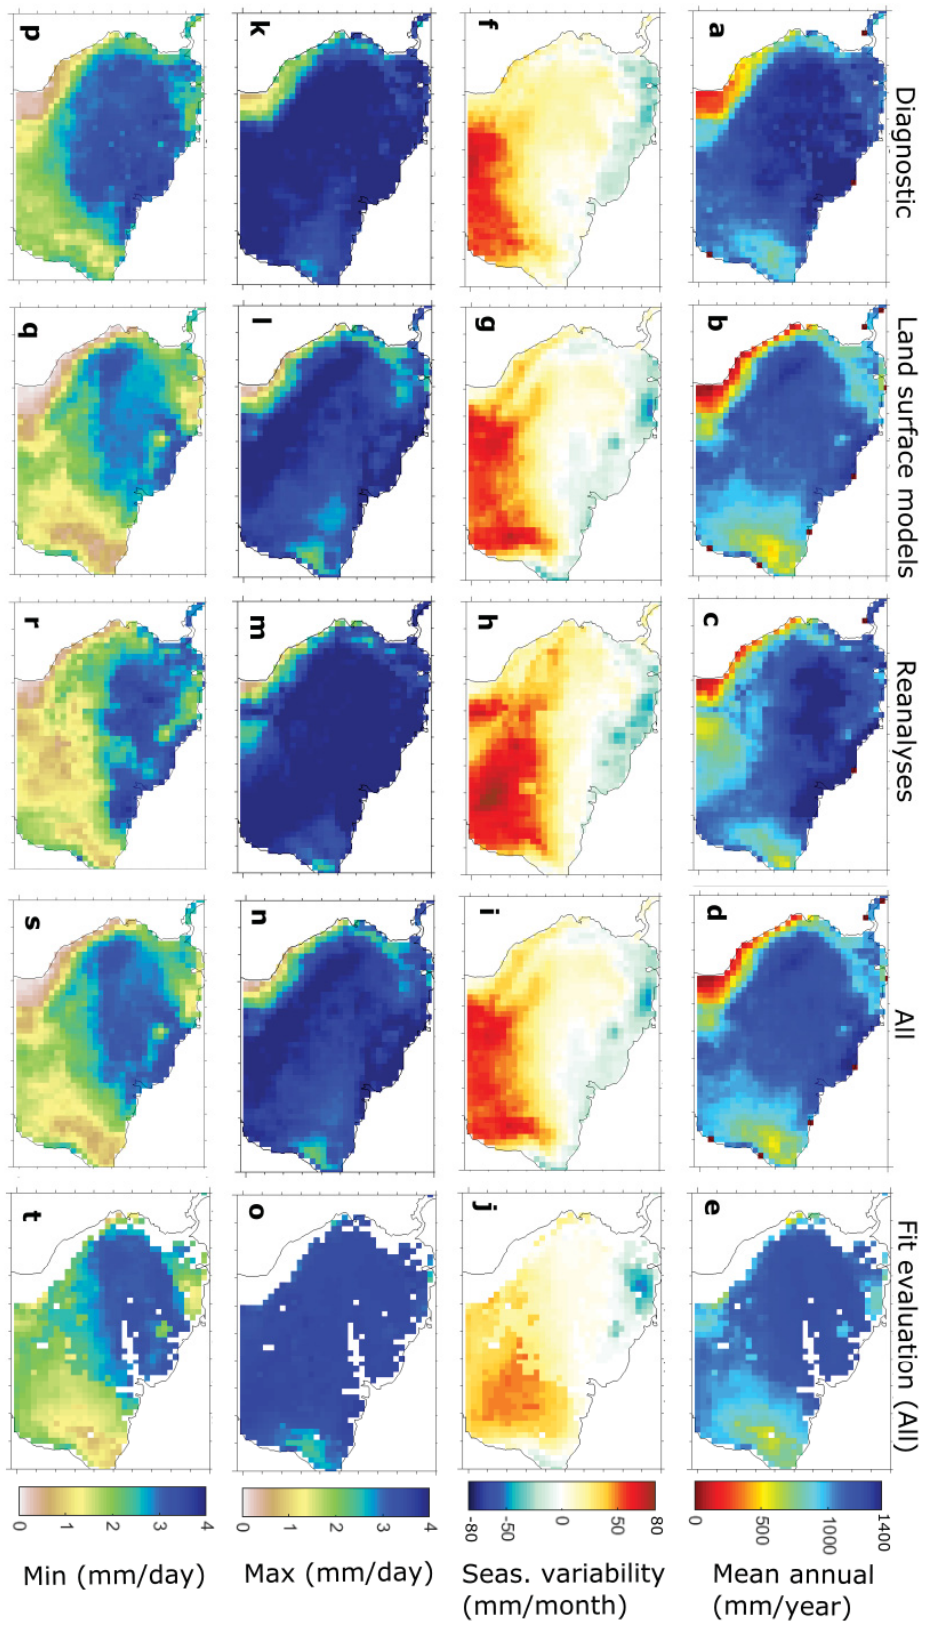 Diagnostic
Land surface models
Reanalyses
All
Fit evaluation (All)
a
b
c
d
e
0 500 1000 1400
Mean annual
(mm/year)
f
g
h
i
j
-80 -50 0 50 80
Seas. variability
(mm/month)
k
l
m
n
o
0 1 2 3 4
Max (mm/day)
p
q
r
s
t
0 1 2 3 4
Min (mm/day)